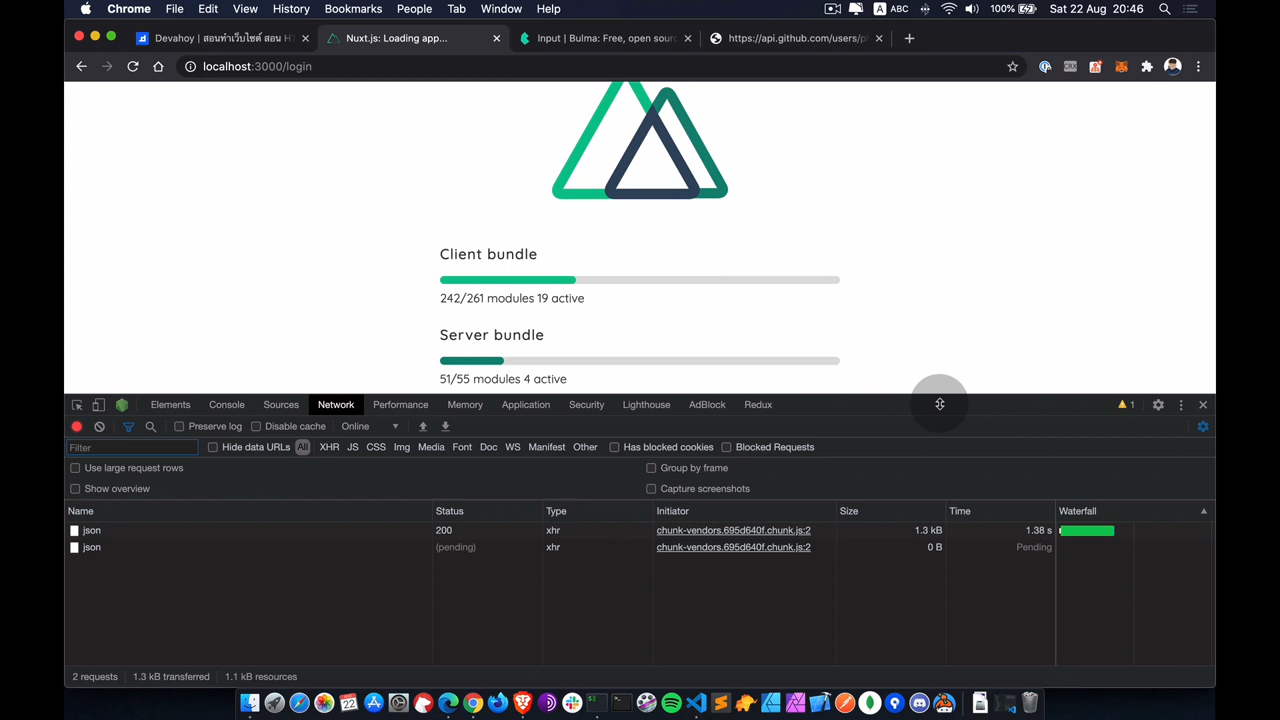 Chrome File Edit View History Bookmarks People Tab Window Help A ABC 100% Sat 22 Aug 20:46
Devahoy | สอนทำเว็บไซต์ สอน HT Nuxt.js: Loading app... Input | Bulma: Free, open sourc https://api.github.com/users/pl
localhost:3000/login CRX
Client bundle
242/261 modules 19 active
Server bundle
51/55 modules 4 active
Elements Console Sources Network Performance Memory Application Security Lighthouse AdBlock Redux 1
Preserve log Disable cache Online
Filter Hide data URLs All XHR JS CSS Img Media Font Doc WS Manifest Other Has blocked cookies Blocked Requests
Use large request rows Group by frame
Show overview Capture screenshots
Name Status Type Initiator Size Time Waterfall
json 200 xhr chunk-vendors.695d640f.chunk.js:2 1.3 kB 1.38 s
json (pending) xhr chunk-vendors.695d640f.chunk.js:2 0 B Pending
2 requests 1.3 kB transferred 1.1 kB resources
22